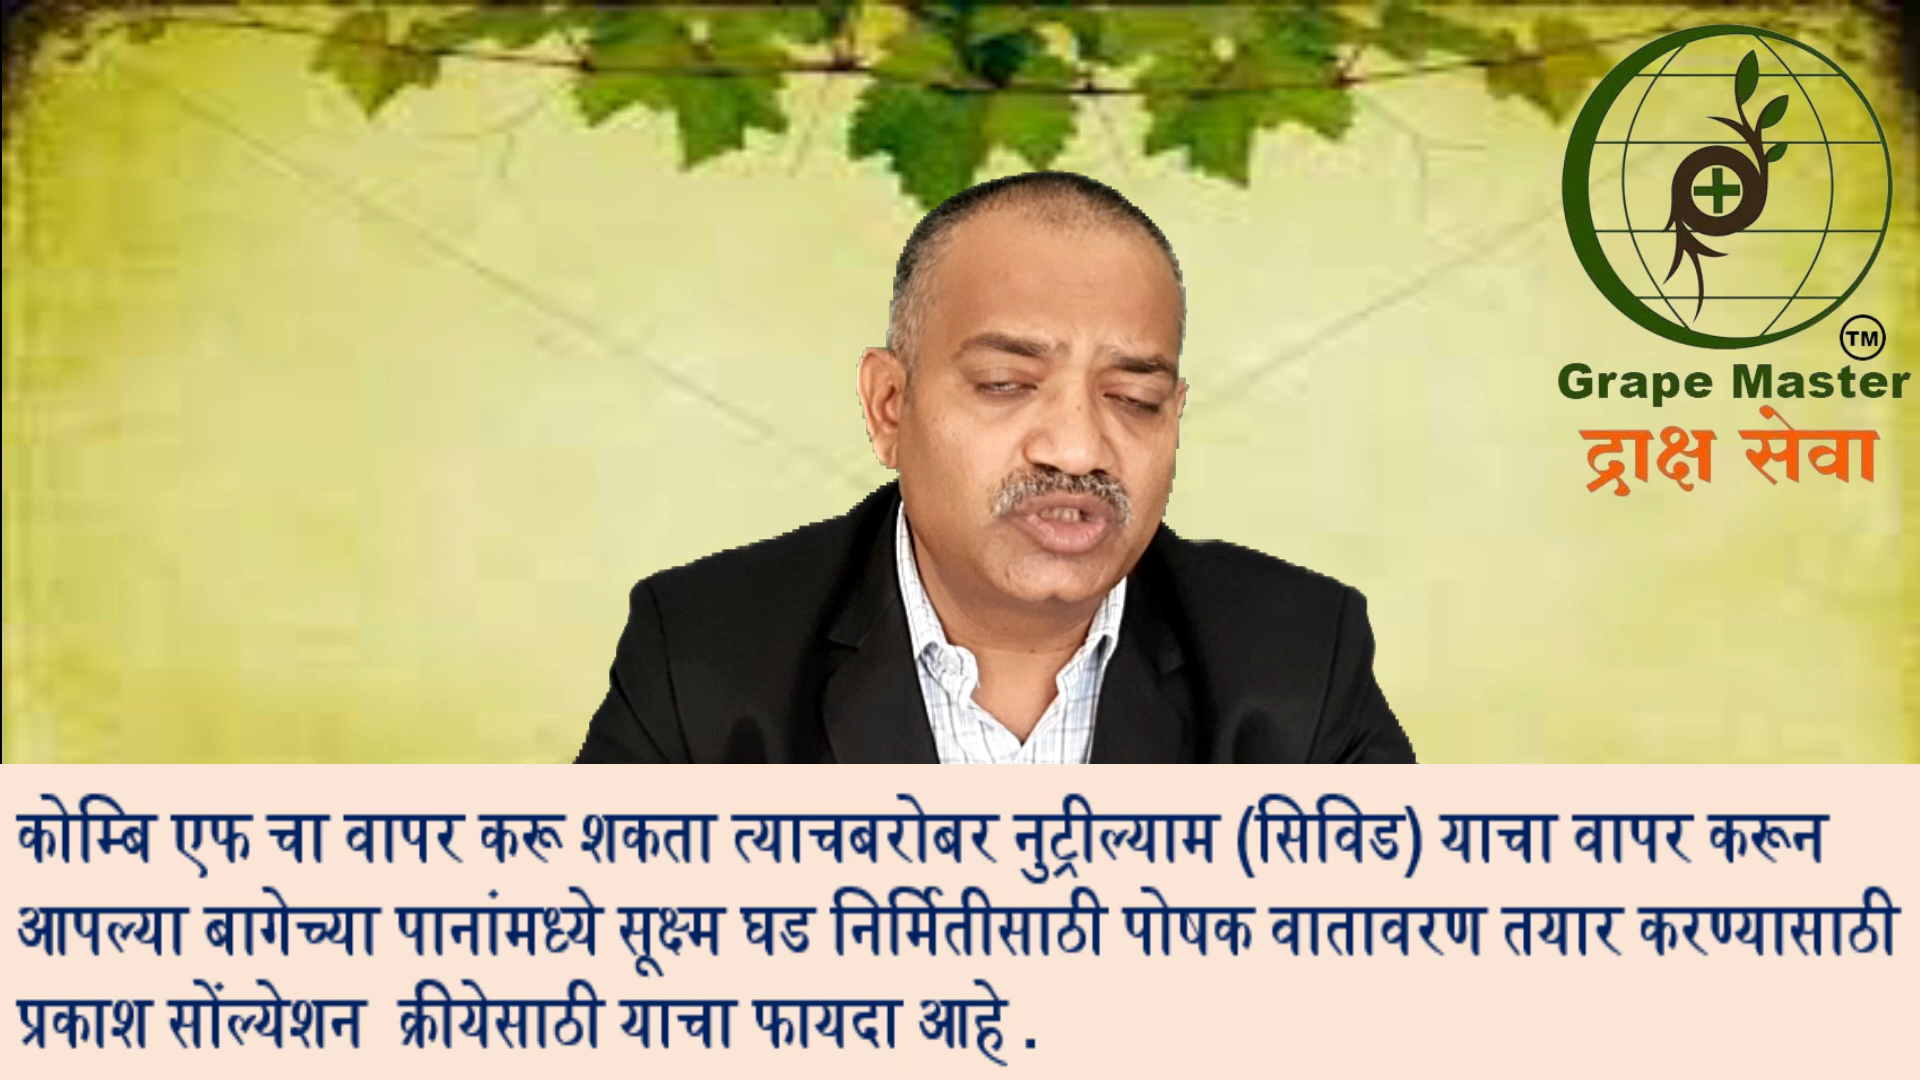 TM
Grape Master
द्राक्ष सेवा
कोम्बि एफ चा वापर करू शकता त्याचबरोबर नुट्रील्याम (सिविड) याचा वापर करून
आपल्या बागेच्या पानांमध्ये सूक्ष्म घड निर्मितीसाठी पोषक वातावरण तयार करण्यासाठी
प्रकाश सोंल्येशन क्रीयेसाठी याचा फायदा आहे .